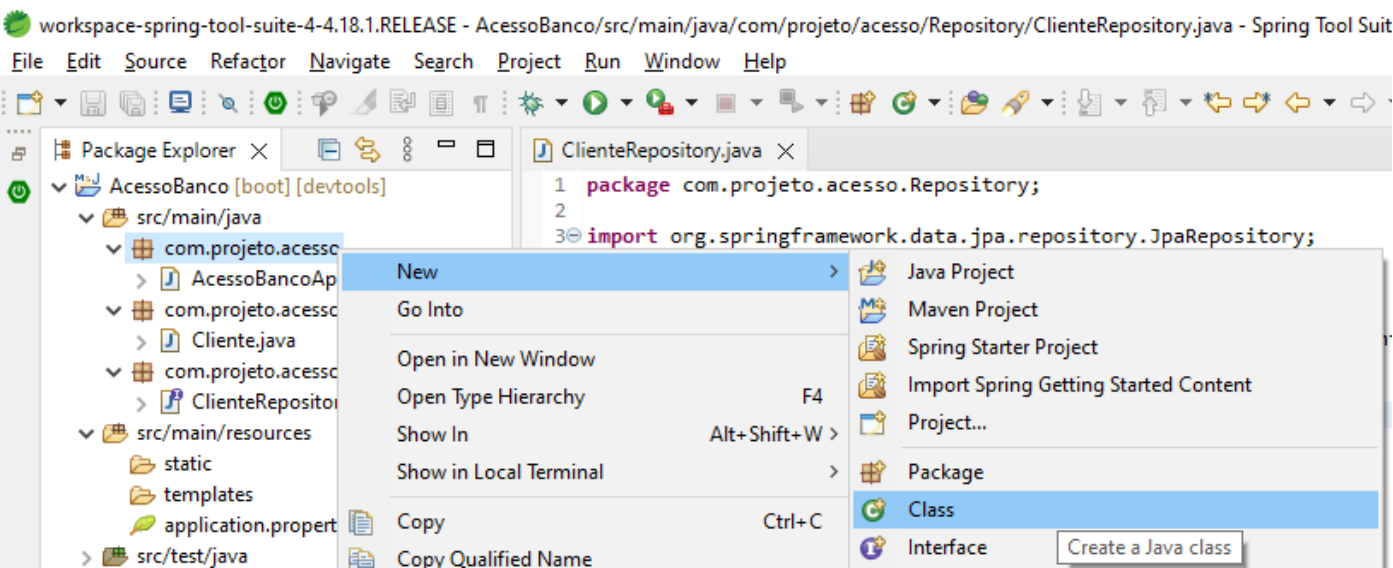 workspace-spring-tool-suite-4-4.18.1.RELEASE - AcessoBanco/src/main/java/com/projeto/acesso/Repository/ClienteRepository.java - Spring Tool Suit
File Edit Source Refactor Navigate Search Project Run Window Help
Package Explorer
AcessoBanco [boot] [devtools]
src/main/java
com.projeto.acesso
AcessoBancoAp
com.projeto.acesso
Cliente.java
com.projeto.acesso
ClienteRepositor
src/main/resources
static
templates
application.propert
src/test/java
ClienteRepository.java
1 package com.projeto.acesso.Repository;
2
3 import org.springframework.data.jpa.repository.JpaRepository;
New
Go Into
Open in New Window
Open Type Hierarchy F4
Show In Alt+Shift+W
Show in Local Terminal
Copy Ctrl+C
Copy Qualified Name
Java Project
Maven Project
Spring Starter Project
Import Spring Getting Started Content
Project...
Package
Class
Interface
Create a Java class